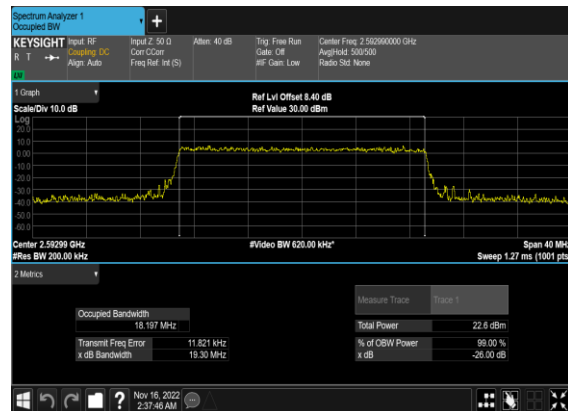 Spectrum Analyzer 1
Occupied BW
+
KEYSIGHT
R T
LXI
Input: RF
Coupling: DC
Align: Auto
Input Z: 50 Ω
Corr CCorr
Freq Ref: Int (S)
Atten: 40 dB
Trig: Free Run
Gate: Off
#IF Gain: Low
Center Freq: 2.592990000 GHz
Avg|Hold: 500/500
Radio Std: None
1 Graph
Scale/Div 10.0 dB
Ref Lvl Offset 8.40 dB
Ref Value 30.00 dBm
Log
20.0
10.0
0.00
-10.0
-20.0
-30.0
-40.0
-50.0
-60.0
Center 2.59299 GHz
#Res BW 200.00 kHz
#Video BW 620.00 kHz*
Span 40 MHz
Sweep 1.27 ms (1001 pts
2 Metrics
Measure Trace Trace 1
Occupied Bandwidth
18.197 MHz
Total Power 22.6 dBm
Transmit Freq Error 11.821 kHz
% of OBW Power 99.00 %
x dB Bandwidth 19.30 MHz
x dB -26.00 dB
?
Nov 16, 2022
2:37:46 AM